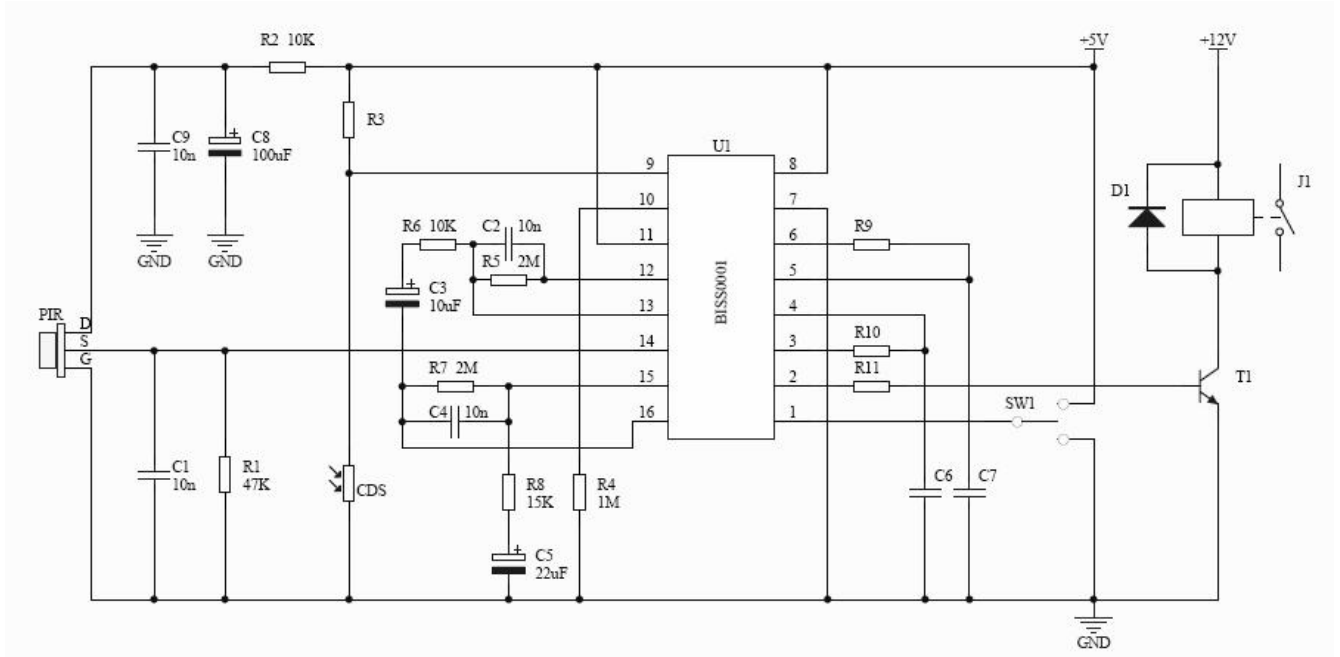 R2 10K
+5V
+12V
C9
10n
C8
100uF
R3
U1
9
8
D1
J1
10
7
R6 10K
C2
10n
R9
11
6
GND
GND
R5
2M
12
5
C3
10uF
BISS0001
13
4
PIR
D
S
G
R10
14
3
R7 2M
R11
15
2
T1
C4
10n
SW1
16
1
C1
10n
R1
47K
CDS
R8
15K
R4
1M
C6
C7
C5
22uF
GND